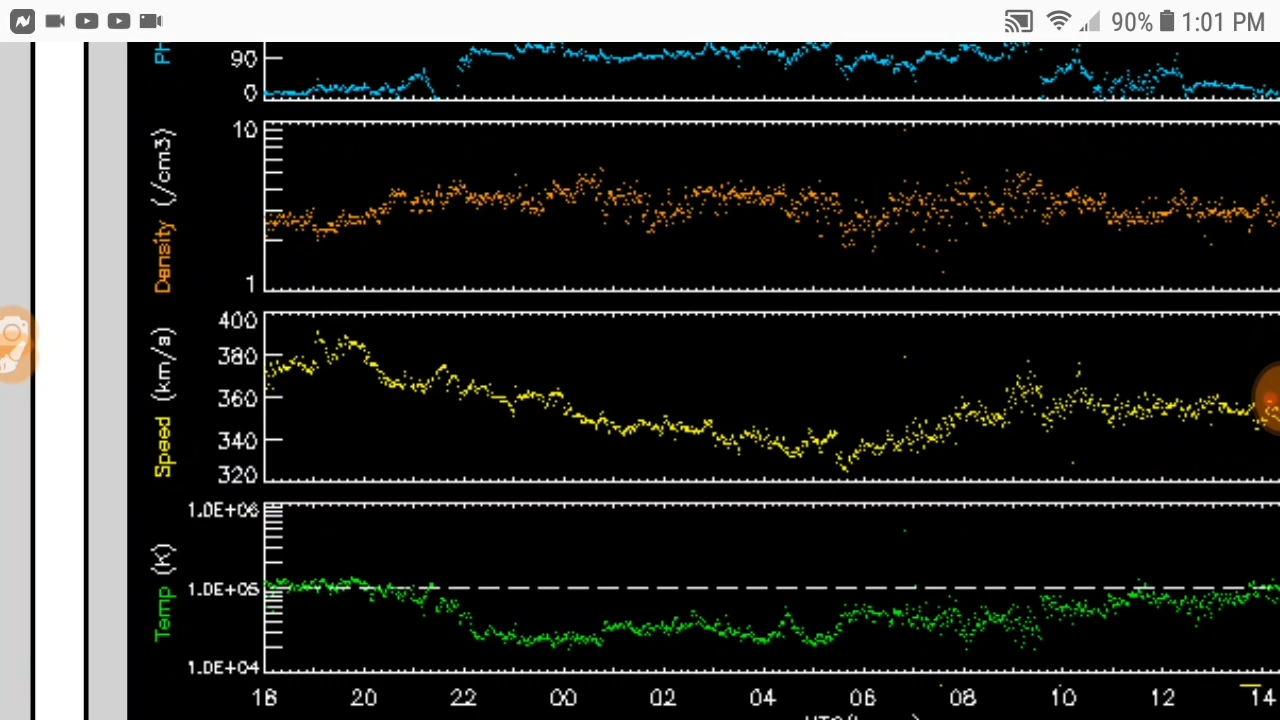 90% 1:01 PM
90
0
Density (/cm3)
10
1
Speed (km/s)
400
380
360
340
320
Temp (K)
1.0E+06
1.0E+05
1.0E+04
16 20 22 00 02 04 06 08 10 12 14